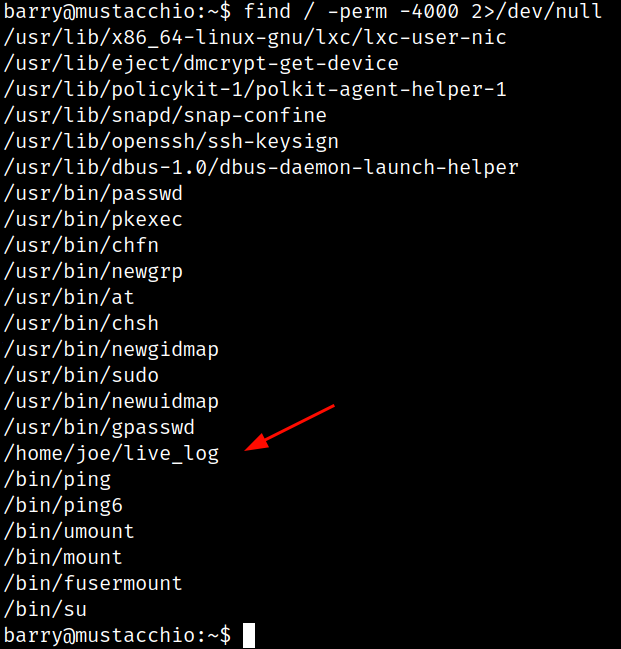 barry@mustacchio:~$ find / -perm -4000 2>/dev/null
/usr/lib/x86_64-linux-gnu/lxc/lxc-user-nic
/usr/lib/eject/dmcrypt-get-device
/usr/lib/policykit-1/polkit-agent-helper-1
/usr/lib/snapd/snap-confine
/usr/lib/openssh/ssh-keysign
/usr/lib/dbus-1.0/dbus-daemon-launch-helper
/usr/bin/passwd
/usr/bin/pkexec
/usr/bin/chfn
/usr/bin/newgrp
/usr/bin/at
/usr/bin/chsh
/usr/bin/newgidmap
/usr/bin/sudo
/usr/bin/newuidmap
/usr/bin/gpasswd
/home/joe/live_log
/bin/ping
/bin/ping6
/bin/umount
/bin/mount
/bin/fusermount
/bin/su
barry@mustacchio:~$